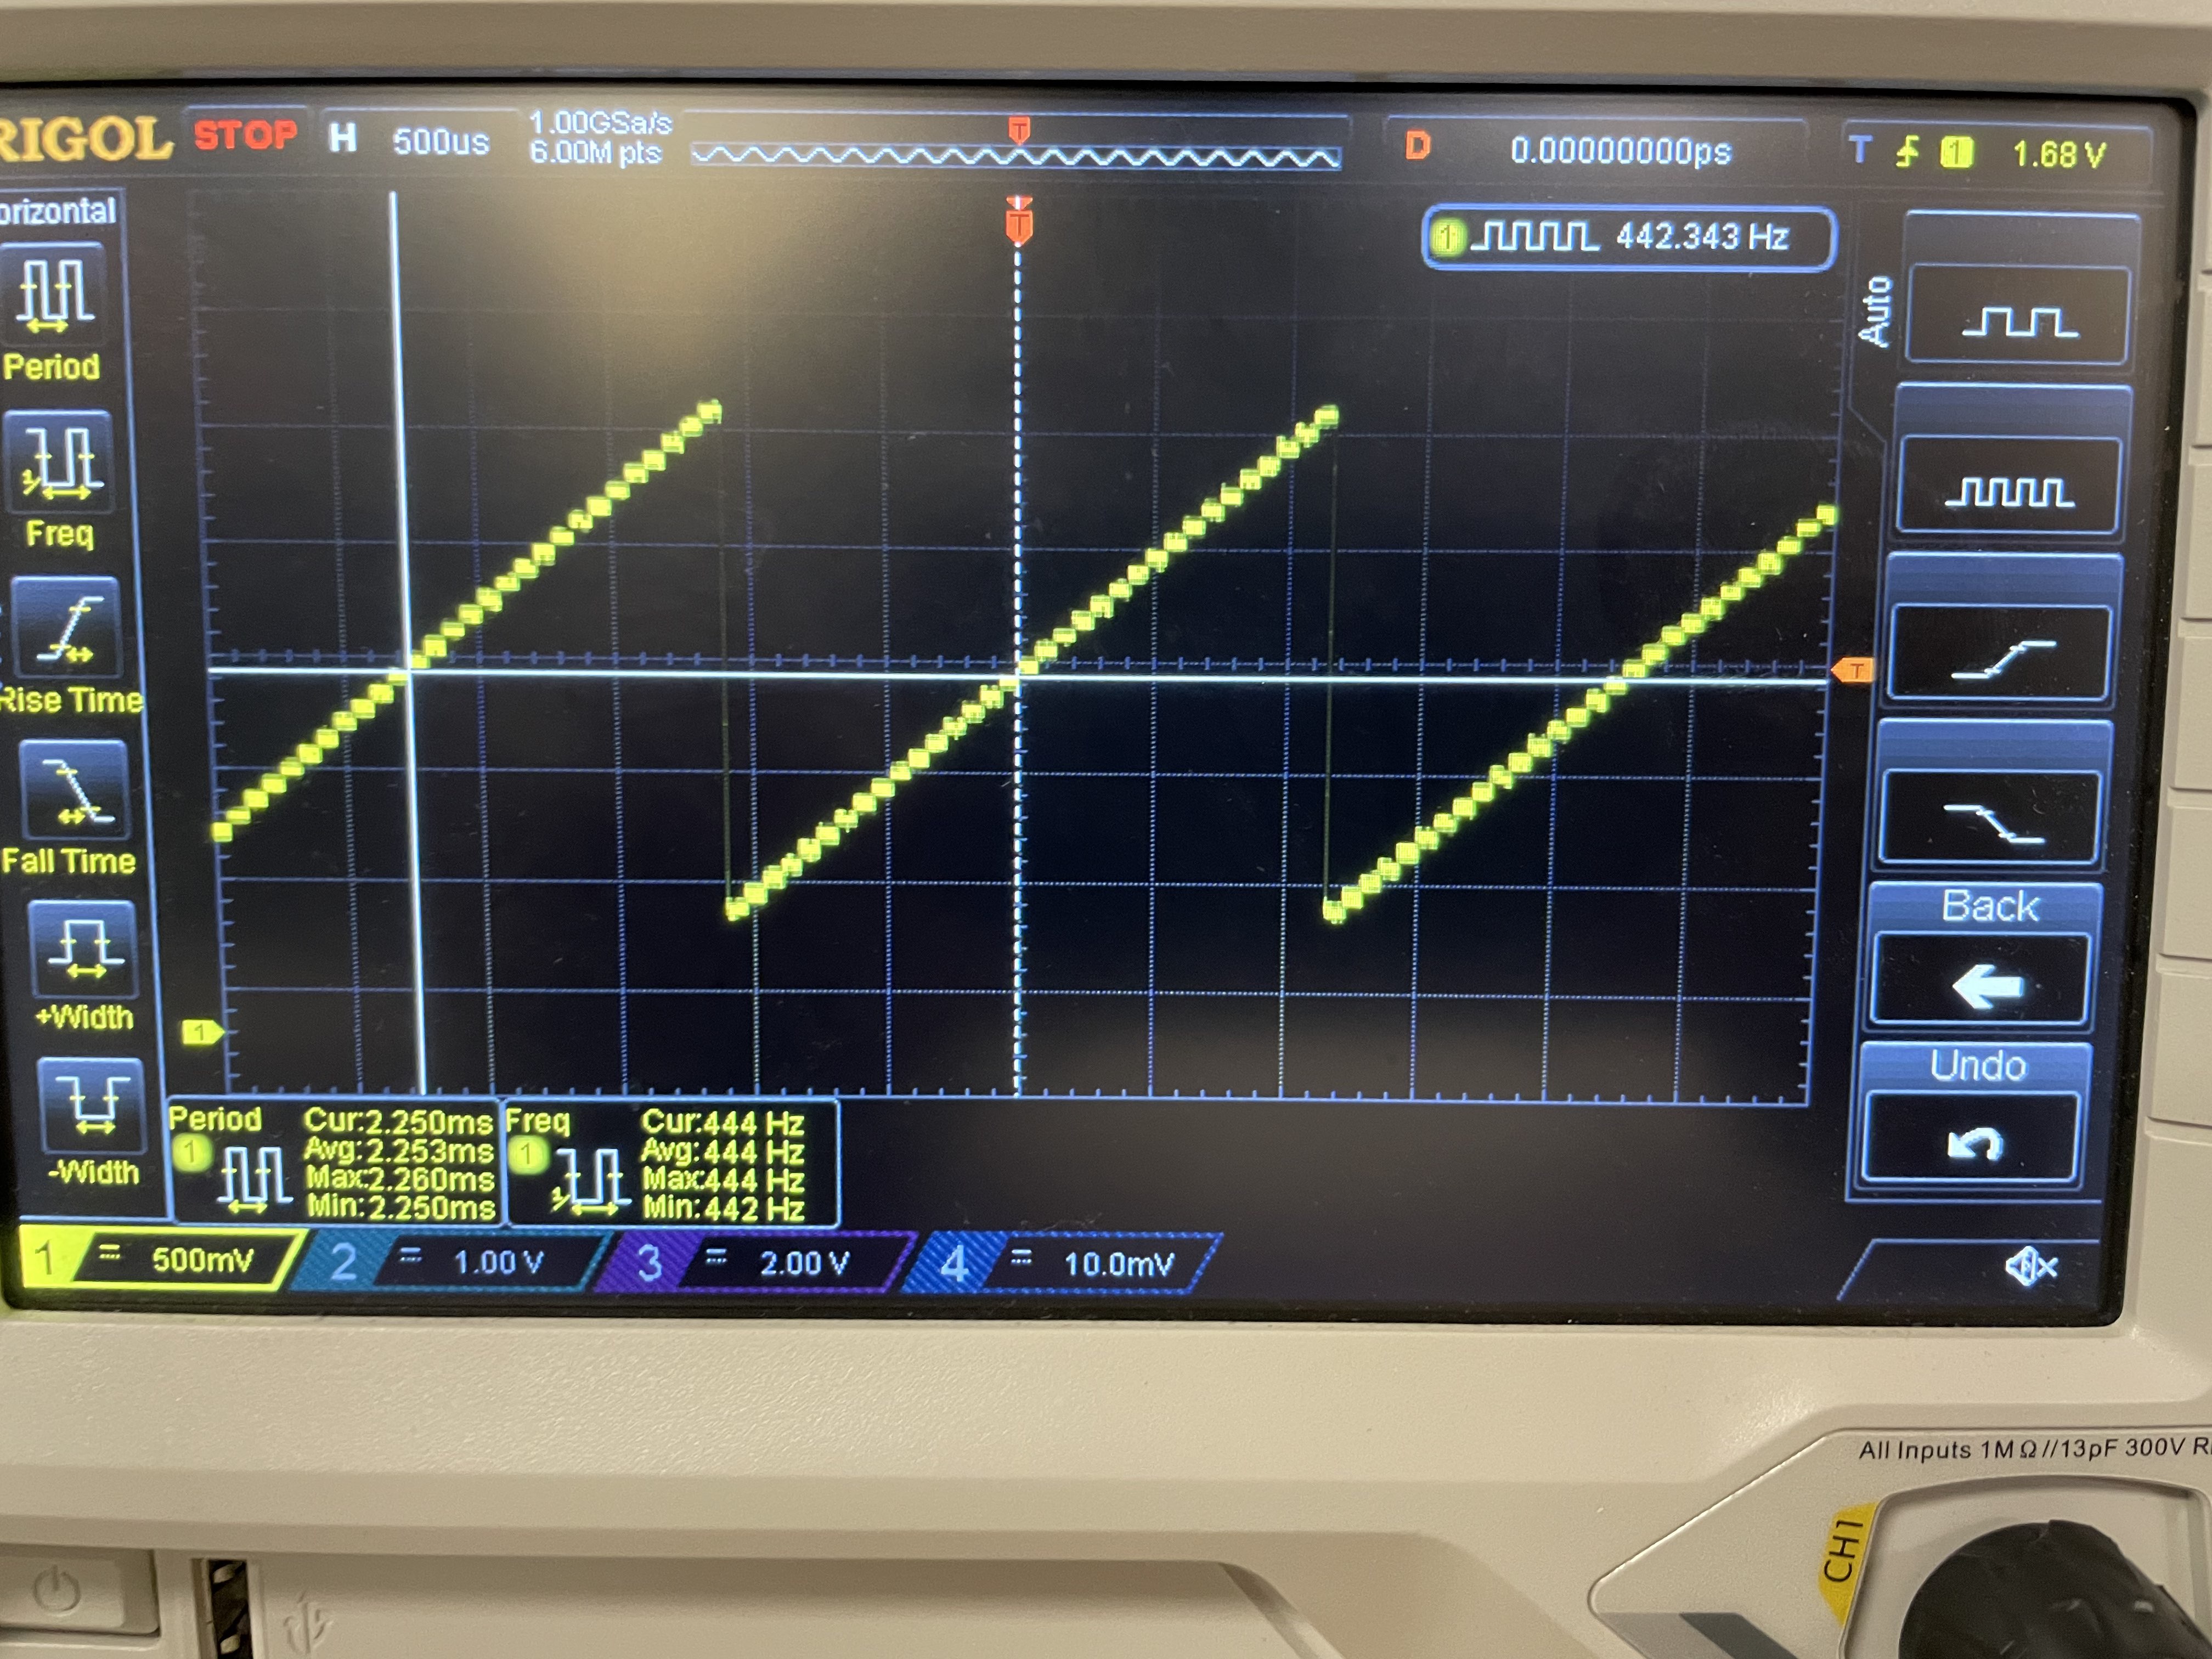 RIGOL STOP H 500us 1.00GSa/s D 0.00000000ps T 1 1.68 V
6.00M pts
T
orizontal
T
1 442.343 Hz
Auto
Period
Freq
Rise Time
T
Fall Time
+Width
-Width
1
Back
Undo
Period Cur:2.250ms
1 Avg:2.253ms
Max:2.260ms
Min:2.250ms
Freq Cur:444 Hz
1 Avg:444 Hz
Max:444 Hz
Min:442 Hz
1 500mV 2 1.00 V 3 2.00 V 4 10.0mV
All Inputs 1MΩ//13pF 300V R
CH1